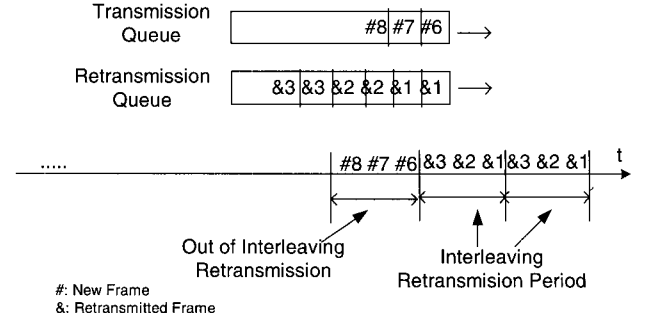 Transmission
Queue
#8 #7 #6
Retransmission
Queue
&3 &3 &2 &2 &1 &1
.....
#8 #7 #6 &3 &2 &1 &3 &2 &1
t
Out of Interleaving
Retransmission
Interleaving
Retransmision Period
#: New Frame
&: Retransmitted Frame